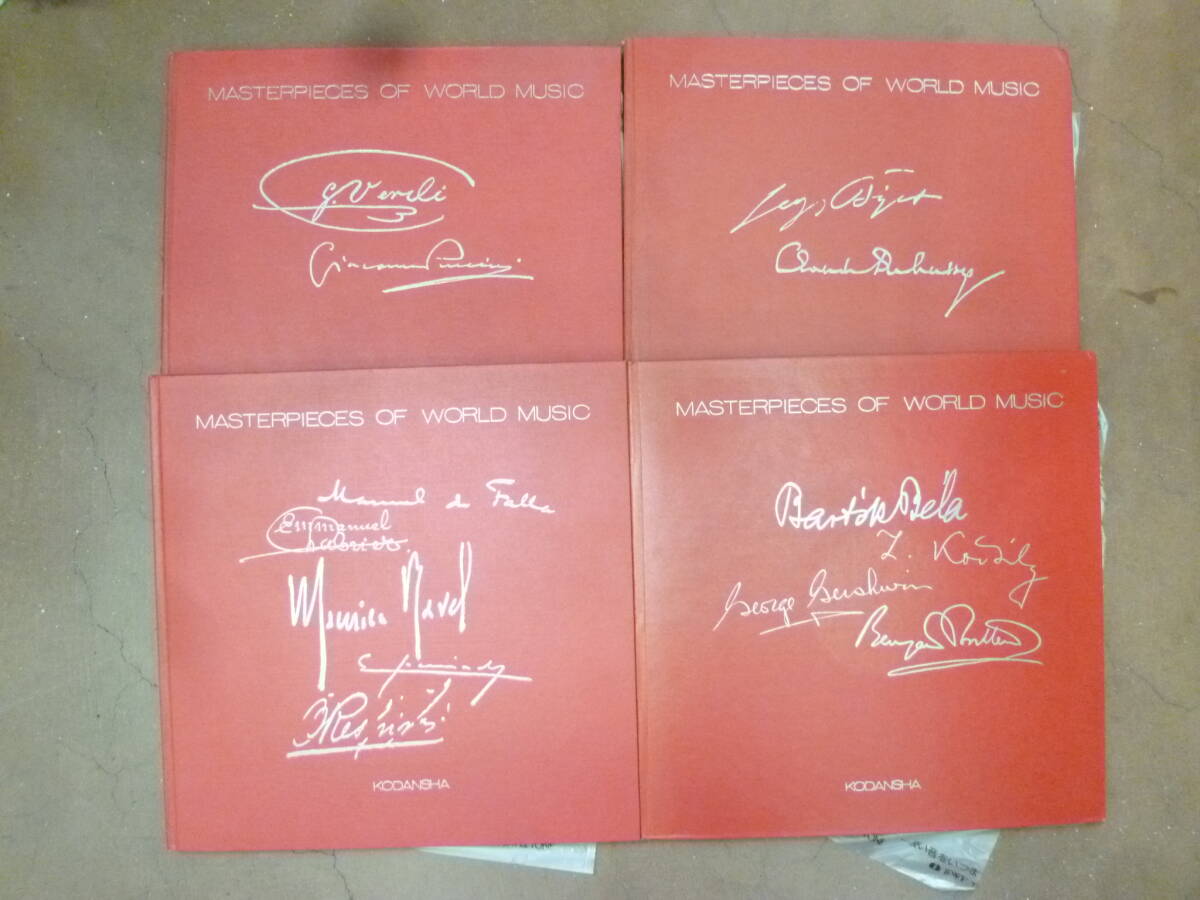 MASTERPIECES OF WORLD MUSIC
G. Verdi
Giacomo Puccini
MASTERPIECES OF WORLD MUSIC
Bizet
Claude Debussy
MASTERPIECES OF WORLD MUSIC
Manuel de Falla
Emmanuel
Chabrier
Maurice Ravel
Respighi
KODANSHA
MASTERPIECES OF WORLD MUSIC
Bartók Béla
Z. Kodály
George Gershwin
Benjamin Britten
KODANSHA